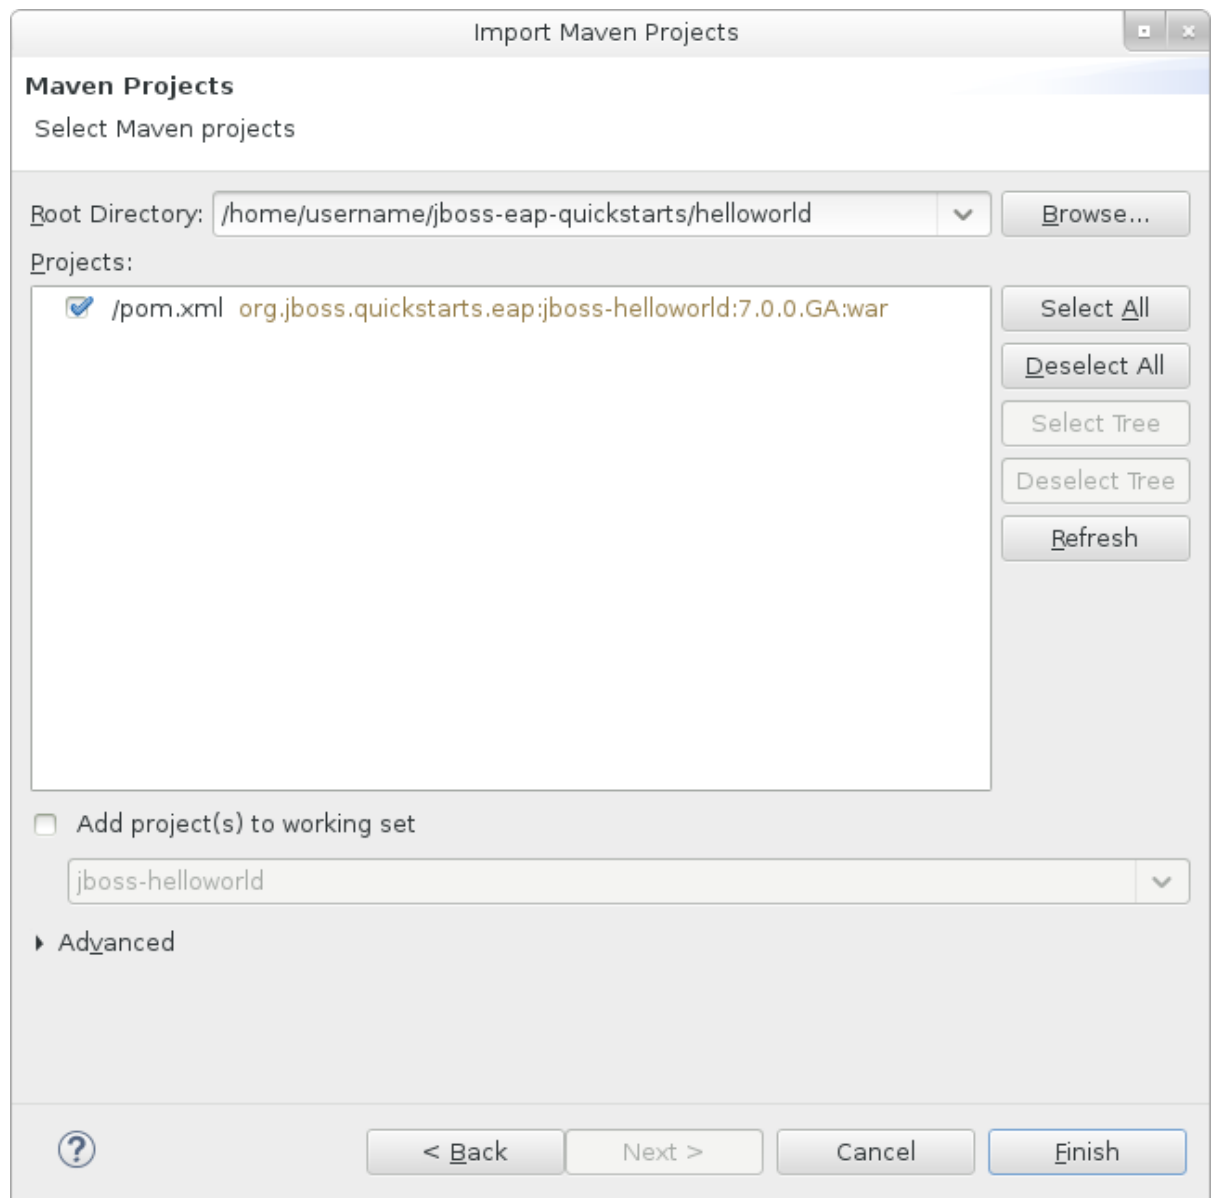 Import Maven Projects
Maven Projects
Select Maven projects
Root Directory: /home/username/jboss-eap-quickstarts/helloworld Browse...
Projects:
/pom.xml org.jboss.quickstarts.eap:jboss-helloworld:7.0.0.GA:war
Select All
Deselect All
Select Tree
Deselect Tree
Refresh
Add project(s) to working set
jboss-helloworld
Advanced
? < Back Next > Cancel Finish